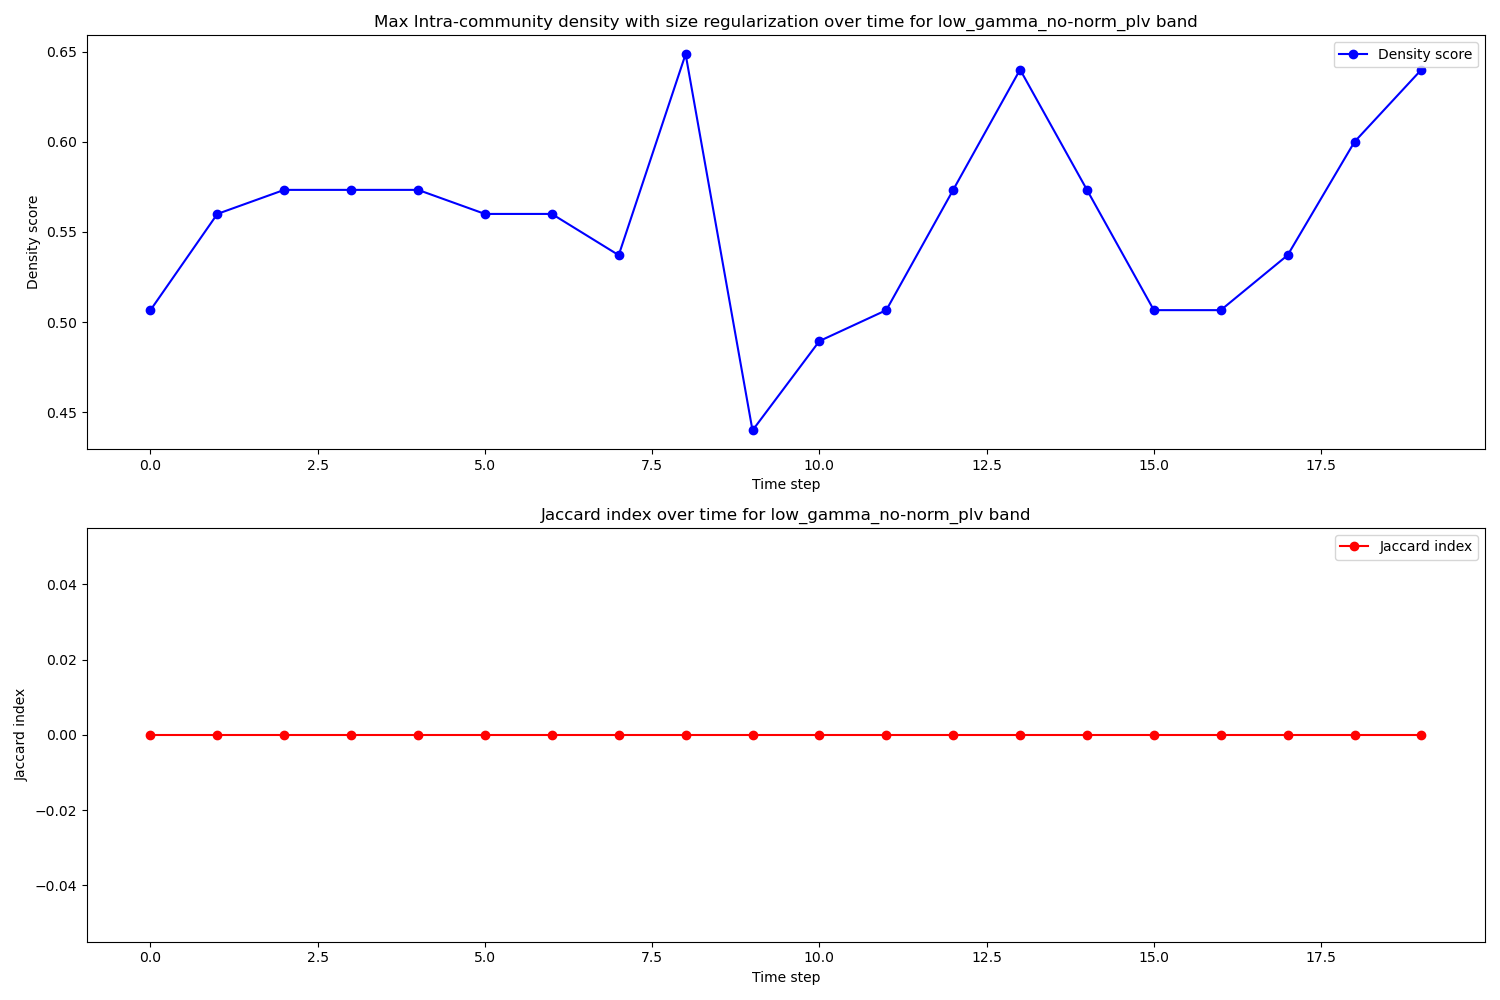 Max Intra-community density with size regularization over time for low_gamma_no-norm_plv band
Density score
0.65
0.60
0.55
0.50
0.45
Density score
0.0 2.5 5.0 7.5 10.0 12.5 15.0 17.5
Time step
Jaccard index over time for low_gamma_no-norm_plv band
Jaccard index
0.04
0.02
0.00
−0.02
−0.04
Jaccard index
0.0 2.5 5.0 7.5 10.0 12.5 15.0 17.5
Time step